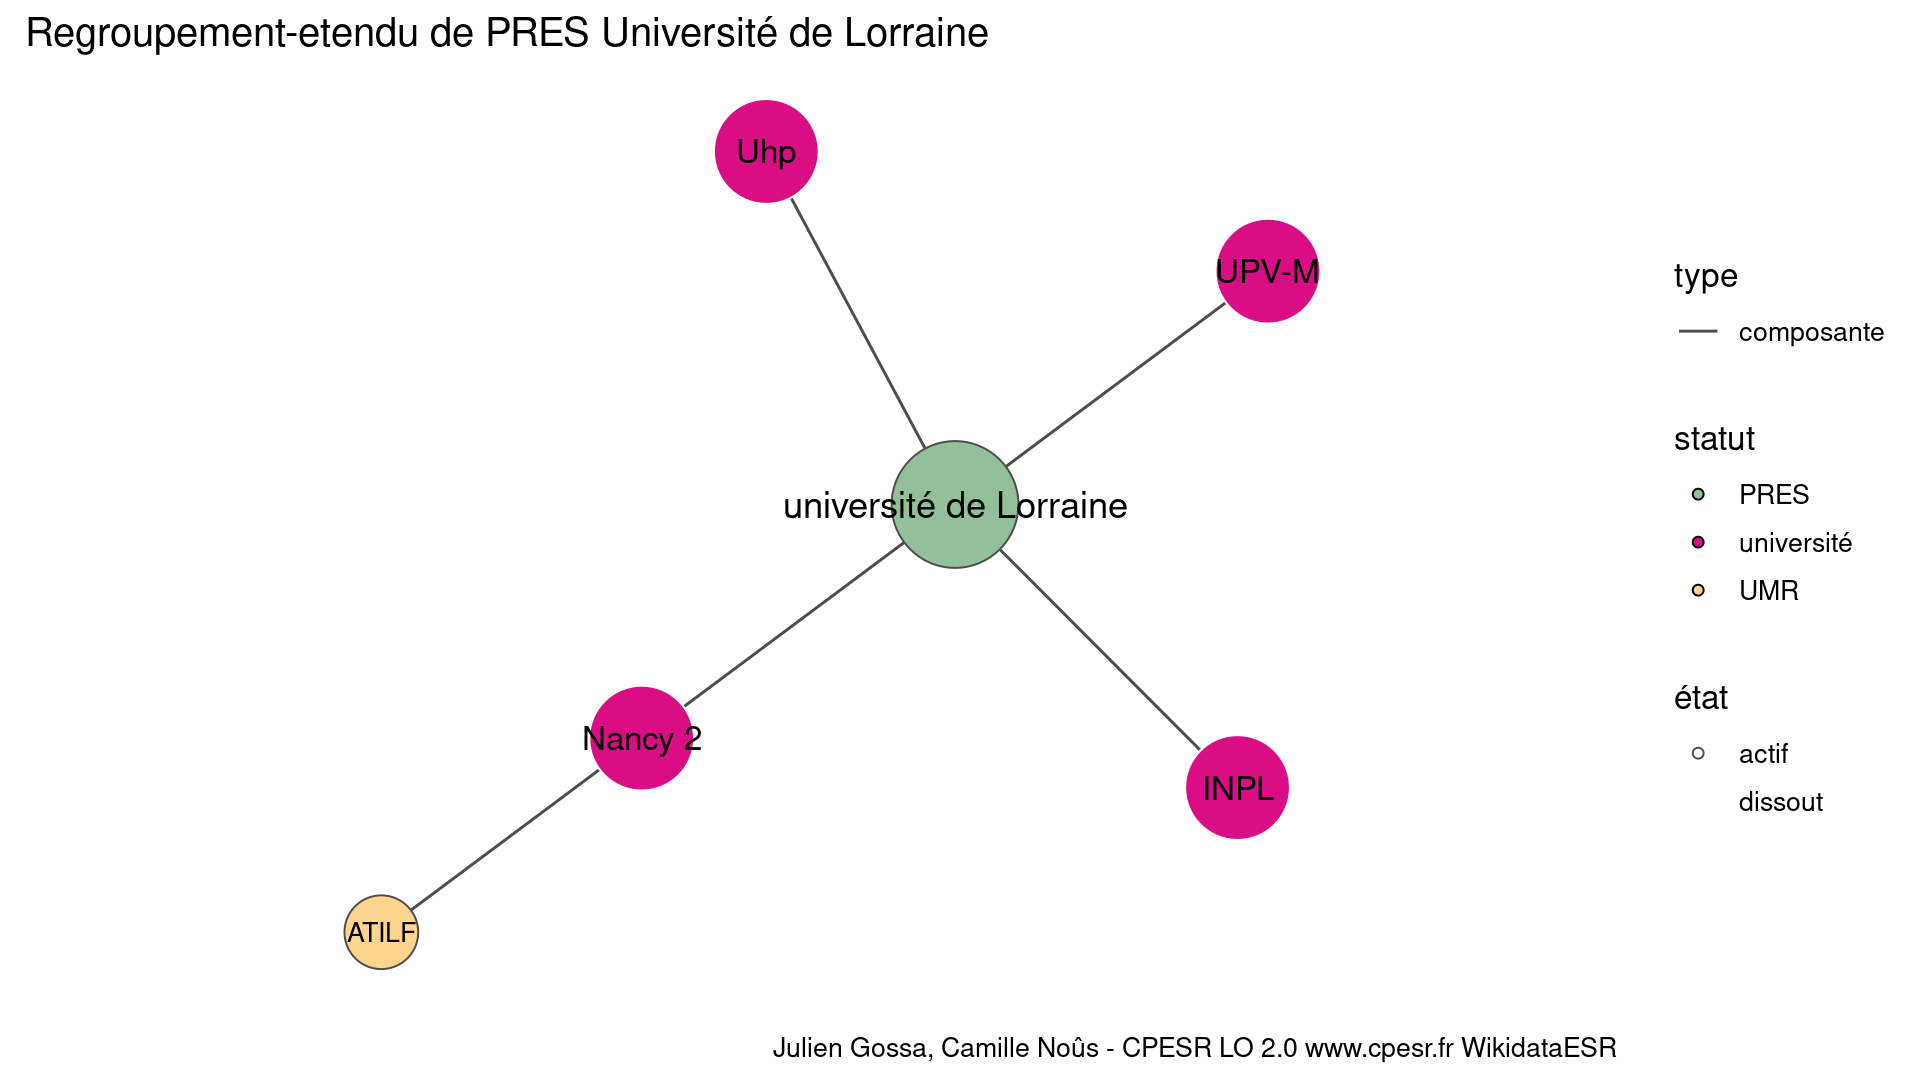 Regroupement-etendu de PRES Université de Lorraine
Uhp
UPV-M
université de Lorraine
Nancy 2
INPL
ATILF
type
composante
statut
PRES
université
UMR
état
actif
dissout
Julien Gossa, Camille Noûs - CPESR LO 2.0 www.cpesr.fr WikidataESR